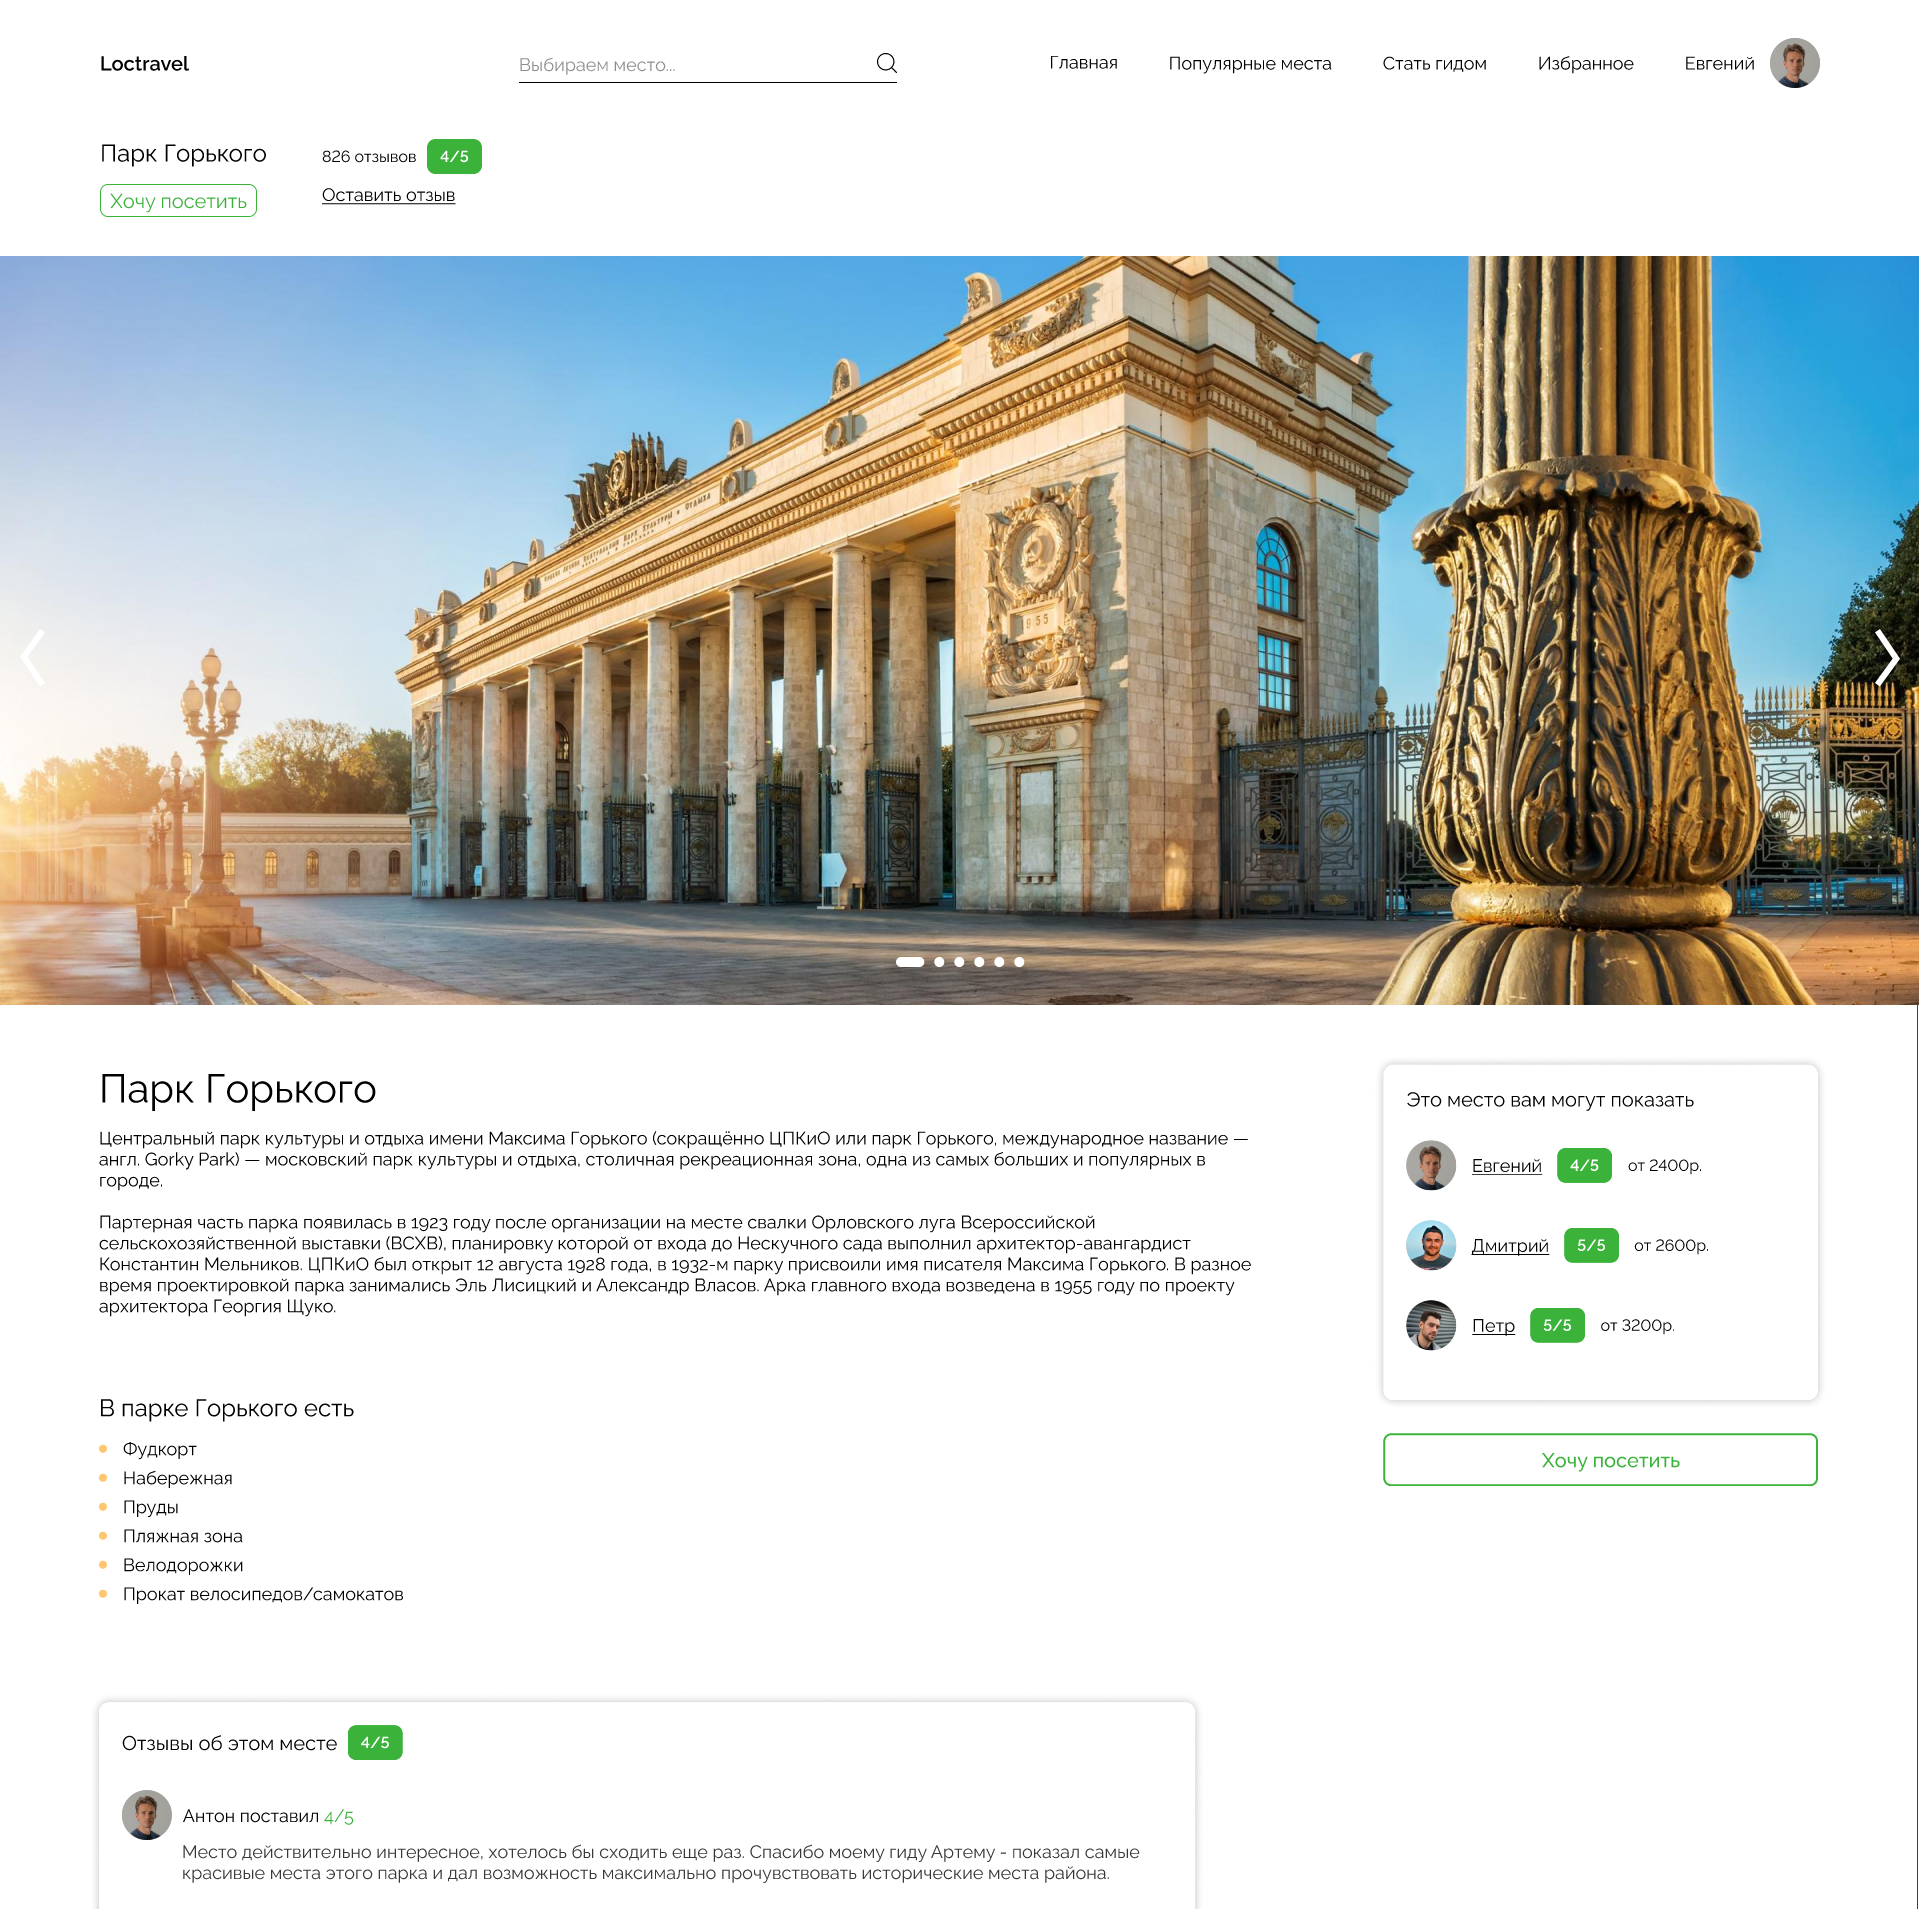 Loctravel
Выбираем место...
Главная
Популярные места
Стать гидом
Избранное
Евгений
Парк Горького
826 отзывов
4/5
Хочу посетить
Оставить отзыв
1955
Парк Горького
Центральный парк культуры и отдыха имени Максима Горького (сокращённо ЦПКиО или парк Горького, международное название —
англ. Gorky Park) — московский парк культуры и отдыха, столичная рекреационная зона, одна из самых больших и популярных в
городе.
Партерная часть парка появилась в 1923 году после организации на месте свалки Орловского луга Всероссийской
сельскохозяйственной выставки (ВСХВ), планировку которой от входа до Нескучного сада выполнил архитектор-авангардист
Константин Мельников. ЦПКиО был открыт 12 августа 1928 года, в 1932-м парку присвоили имя писателя Максима Горького. В разное
время проектировкой парка занимались Эль Лисицкий и Александр Власов. Арка главного входа возведена в 1955 году по проекту
архитектора Георгия Щуко.
Это место вам могут показать
Евгений 4/5 от 2400р.
Дмитрий 5/5 от 2600р.
Петр 5/5 от 3200р.
Хочу посетить
В парке Горького есть
Фудкорт
Набережная
Пруды
Пляжная зона
Велодорожки
Прокат велосипедов/самокатов
Отзывы об этом месте 4/5
Антон поставил 4/5
Место действительно интересное, хотелось бы сходить еще раз. Спасибо моему гиду Артему - показал самые
красивые места этого парка и дал возможность максимально прочувствовать исторические места района.